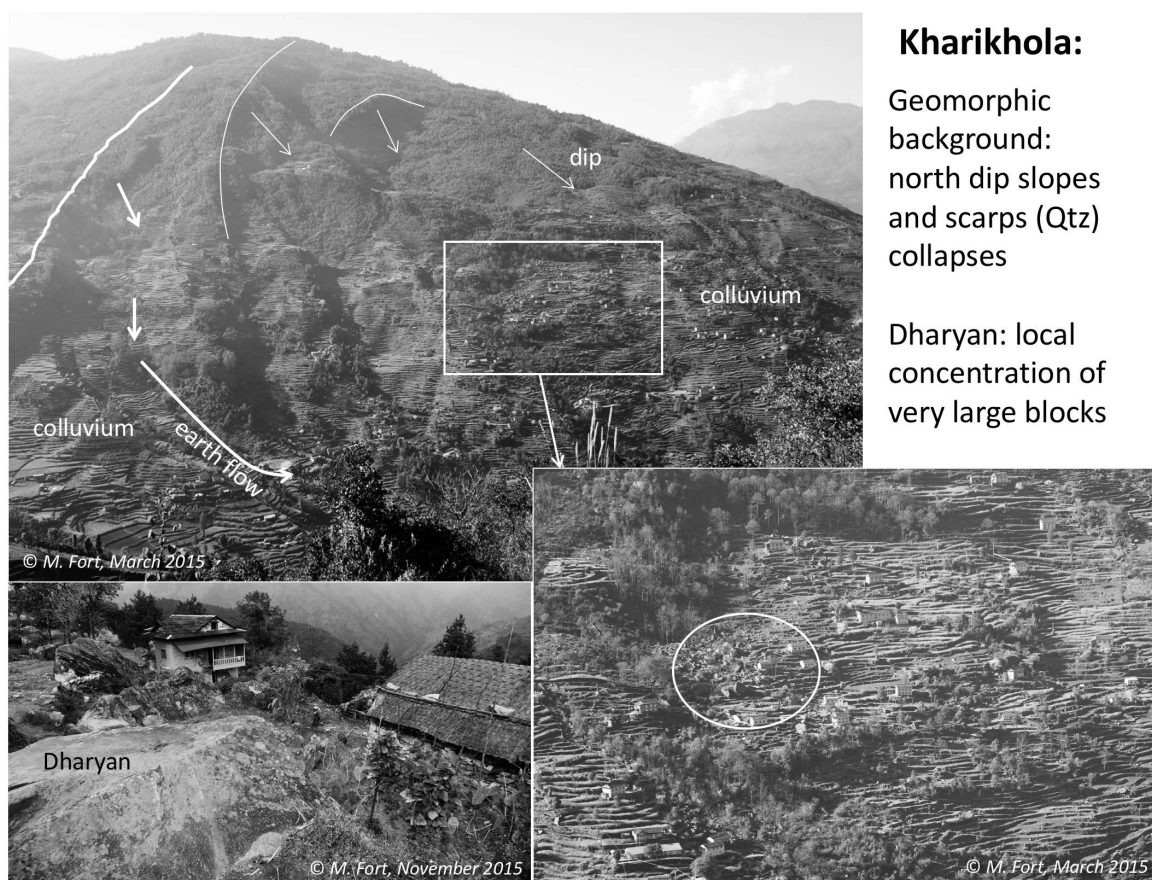 Kharikhola:
Geomorphic
background:
north dip slopes
and scarps (Qtz)
collapses
Dharyan: local
concentration of
very large blocks
dip
colluvium
colluvium
earth flow
© M. Fort, March 2015
Dharyan
© M. Fort, November 2015
© M. Fort, March 2015